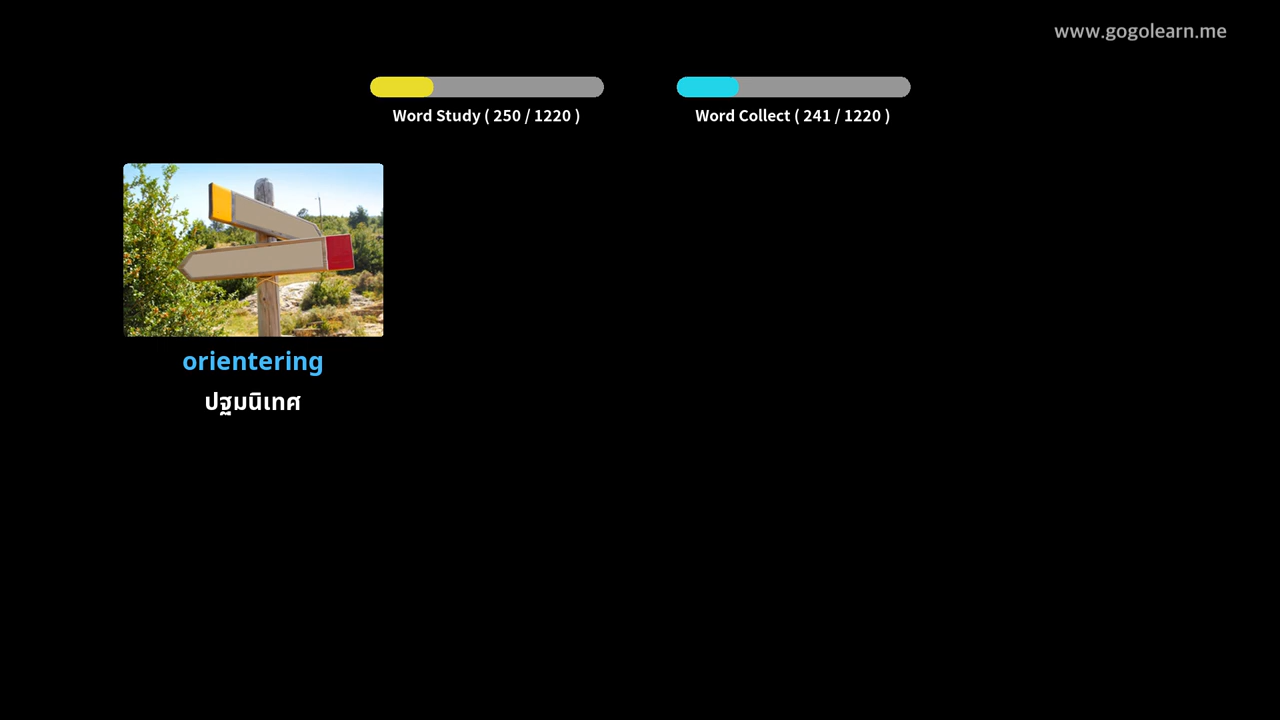 www.gogolearn.me
Word Study ( 250 / 1220 )
Word Collect ( 241 / 1220 )
orientering
ปฐมนิเทศ